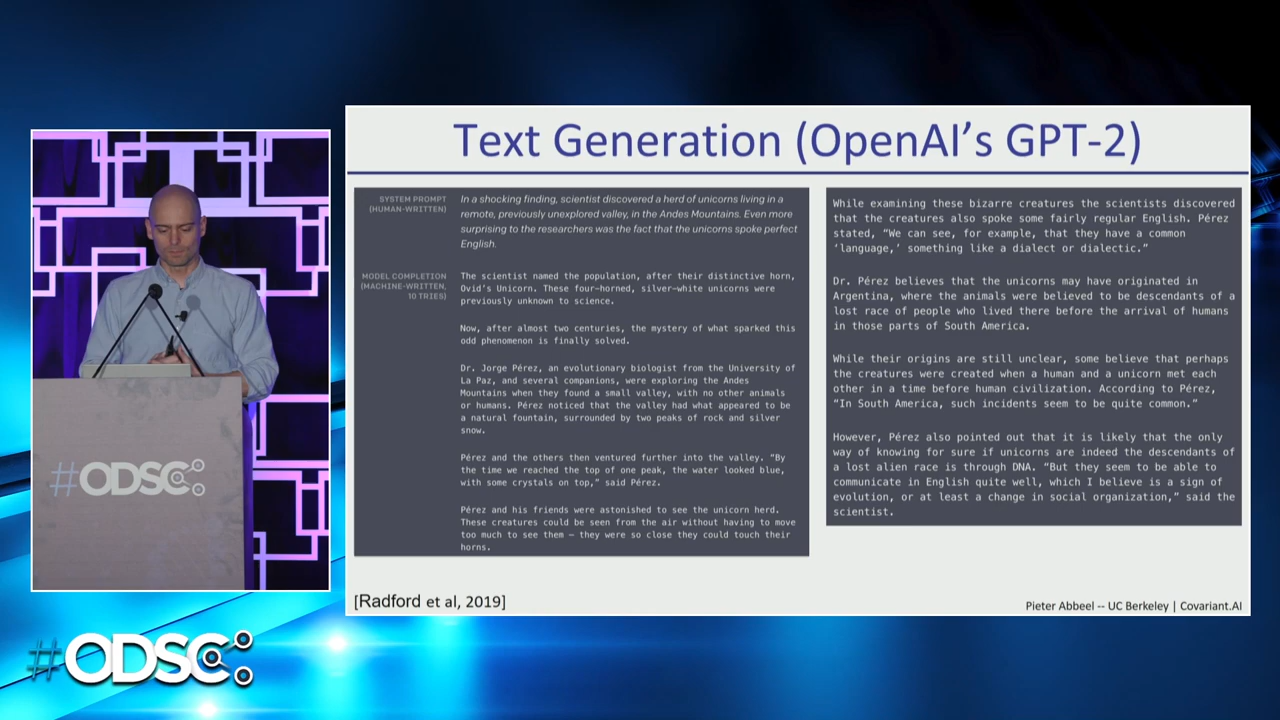 Text Generation (OpenAI's GPT-2)
SYSTEM PROMPT
(HUMAN-WRITTEN)
In a shocking finding, scientist discovered a herd of unicorns living in a
remote, previously unexplored valley, in the Andes Mountains. Even more
surprising to the researchers was the fact that the unicorns spoke perfect
English.
MODEL COMPLETION
(MACHINE-WRITTEN,
10 TRIES)
The scientist named the population, after their distinctive horn,
Ovid's Unicorn. These four-horned, silver-white unicorns were
previously unknown to science.
Now, after almost two centuries, the mystery of what sparked this
odd phenomenon is finally solved.
Dr. Jorge Pérez, an evolutionary biologist from the University of
La Paz, and several companions, were exploring the Andes
Mountains when they found a small valley, with no other animals
or humans. Pérez noticed that the valley had what appeared to be
a natural fountain, surrounded by two peaks of rock and silver
snow.
Pérez and the others then ventured further into the valley. "By
the time we reached the top of one peak, the water looked blue,
with some crystals on top," said Pérez.
Pérez and his friends were astonished to see the unicorn herd.
These creatures could be seen from the air without having to move
too much to see them – they were so close they could touch their
horns.
While examining these bizarre creatures the scientists discovered
that the creatures also spoke some fairly regular English. Pérez
stated, "We can see, for example, that they have a common
'language,' something like a dialect or dialectic."
Dr. Pérez believes that the unicorns may have originated in
Argentina, where the animals were believed to be descendants of a
lost race of people who lived there before the arrival of humans
in those parts of South America.
While their origins are still unclear, some believe that perhaps
the creatures were created when a human and a unicorn met each
other in a time before human civilization. According to Pérez,
"In South America, such incidents seem to be quite common."
However, Pérez also pointed out that it is likely that the only
way of knowing for sure if unicorns are indeed the descendants of
a lost alien race is through DNA. "But they seem to be able to
communicate in English quite well, which I believe is a sign of
evolution, or at least a change in social organization," said the
scientist.
[Radford et al, 2019]
Pieter Abbeel -- UC Berkeley | Covariant.AI
#ODSC
#ODSC